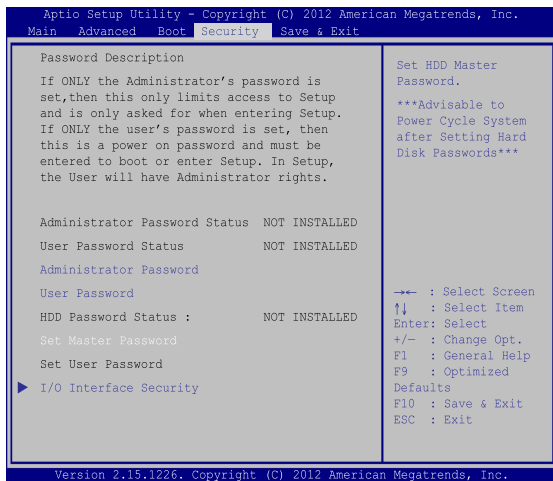 Aptio Setup Utility - Copyright (C) 2012 American Megatrends, Inc.
Main Advanced Boot Security Save & Exit
Password Description
If ONLY the Administrator's password is
set,then this only limits access to Setup
and is only asked for when entering Setup.
If ONLY the user's password is set, then
this is a power on password and must be
entered to boot or enter Setup. In Setup,
the User will have Administrator rights.
Administrator Password Status NOT INSTALLED
User Password Status NOT INSTALLED
Administrator Password
User Password
HDD Password Status : NOT INSTALLED
Set Master Password
Set User Password
I/O Interface Security
Set HDD Master
Password.
***Advisable to
Power Cycle System
after Setting Hard
Disk Passwords***
→← : Select Screen
↑↓ : Select Item
Enter: Select
+/— : Change Opt.
F1 : General Help
F9 : Optimized
Defaults
F10 : Save & Exit
ESC : Exit
Version 2.15.1226. Copyright (C) 2012 American Megatrends, Inc.